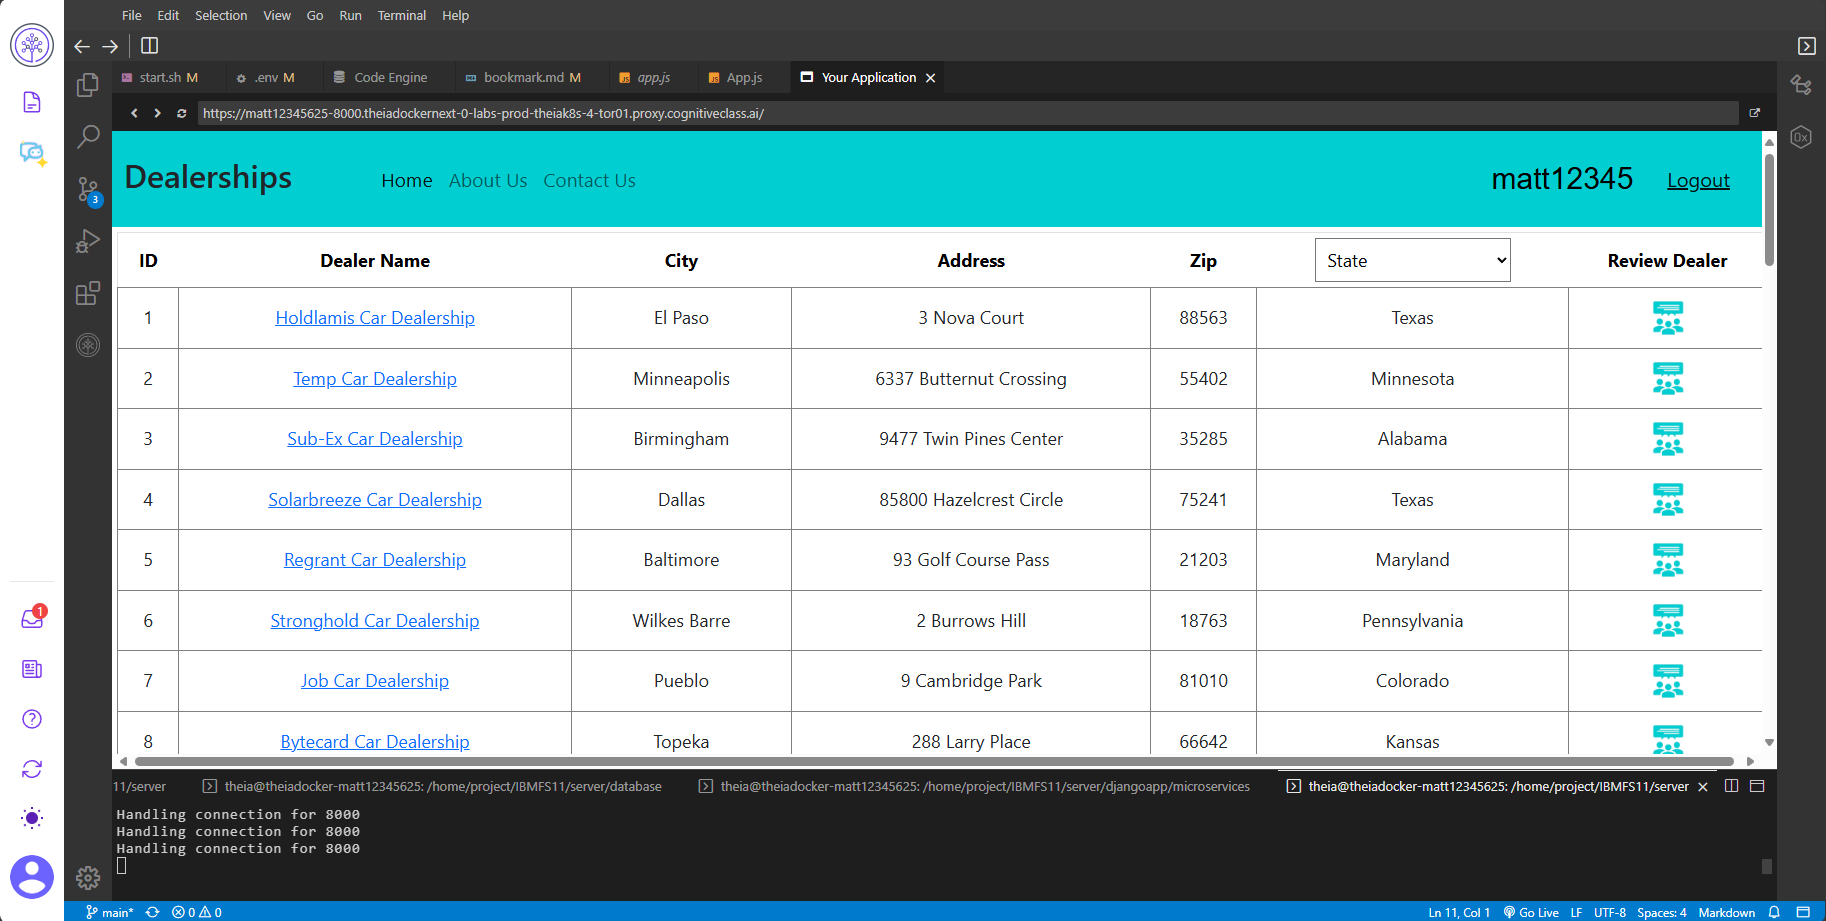 File Edit Selection View Go Run Terminal Help
start.sh M .env M Code Engine bookmark.md M app.js App.js Your Application
https://matt12345625-8000.theiadockernext-0-labs-prod-theiak8s-4-tor01.proxy.cognitiveclass.ai/
Dealerships Home About Us Contact Us matt12345 Logout
ID Dealer Name City Address Zip State Review Dealer
1 Holdlamis Car Dealership El Paso 3 Nova Court 88563 Texas
2 Temp Car Dealership Minneapolis 6337 Butternut Crossing 55402 Minnesota
3 Sub-Ex Car Dealership Birmingham 9477 Twin Pines Center 35285 Alabama
4 Solarbreeze Car Dealership Dallas 85800 Hazelcrest Circle 75241 Texas
5 Regrant Car Dealership Baltimore 93 Golf Course Pass 21203 Maryland
6 Stronghold Car Dealership Wilkes Barre 2 Burrows Hill 18763 Pennsylvania
7 Job Car Dealership Pueblo 9 Cambridge Park 81010 Colorado
8 Bytecard Car Dealership Topeka 288 Larry Place 66642 Kansas
3
1
0x
JS
JS
11/server theia@theiadocker-matt12345625: /home/project/IBMFS11/server/database theia@theiadocker-matt12345625: /home/project/IBMFS11/server/djangoapp/microservices theia@theiadocker-matt12345625: /home/project/IBMFS11/server
Handling connection for 8000
Handling connection for 8000
Handling connection for 8000
main* 0 0 Ln 11, Col 1 Go Live LF UTF-8 Spaces: 4 Markdown